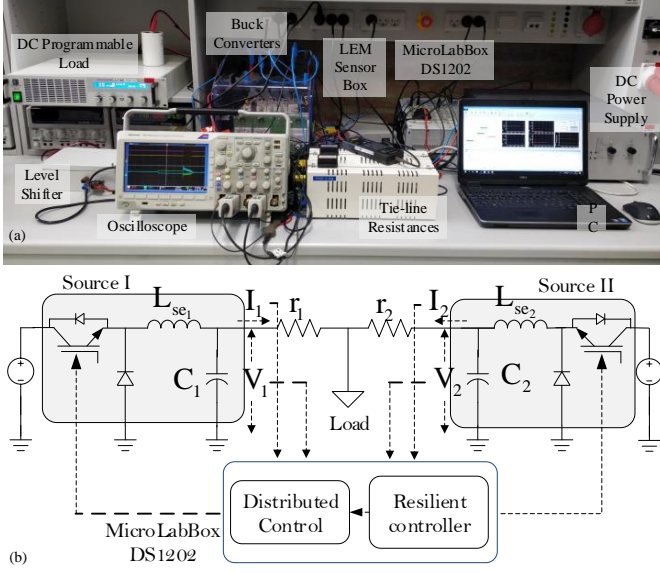 DC Programmable
Load
Buck
Converters
LEM
Sensor
Box
MicroLabBox
DS1202
DC
Power
Supply
Level
Shifter
Oscilloscope
Tie-line
Resistances
P
C
(a)
Source I
Source II
Lse1
I1
r1
r2
I2
Lse2
C1
V1
V2
C2
Load
Distributed
Control
Resilient
controller
MicroLabBox
DS1202
(b)